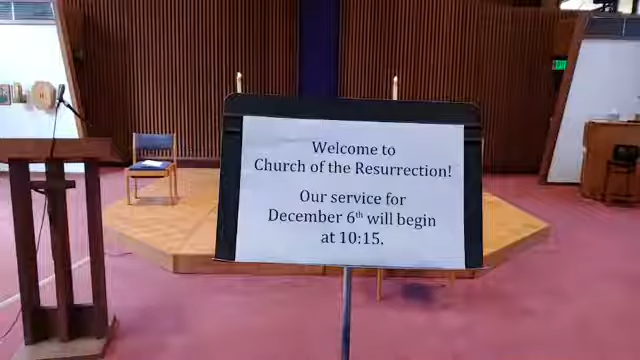 Welcome to
Church of the Resurrection!
Our service for
December 6th will begin
at 10:15.